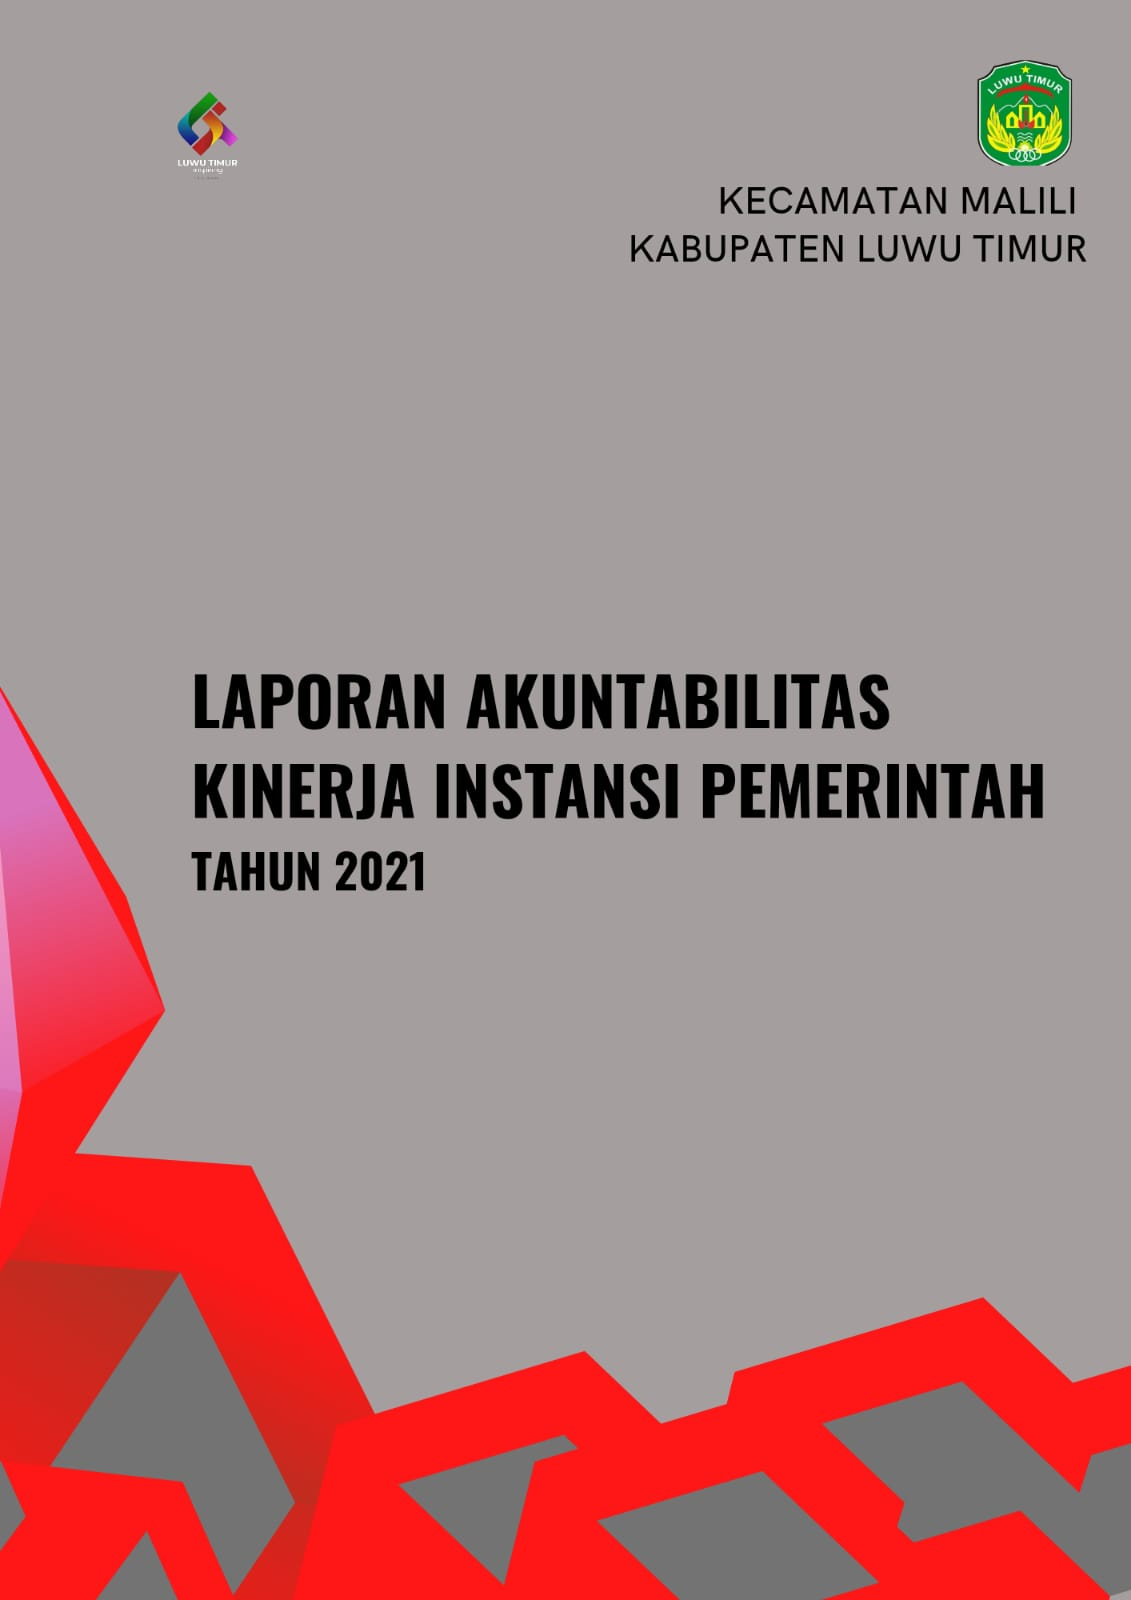 LUWU TIMUR
LUWU TIMUR
KECAMATAN MALILI
KABUPATEN LUWU TIMUR
LAPORAN AKUNTABILITAS
KINERJA INSTANSI PEMERINTAH
TAHUN 2021